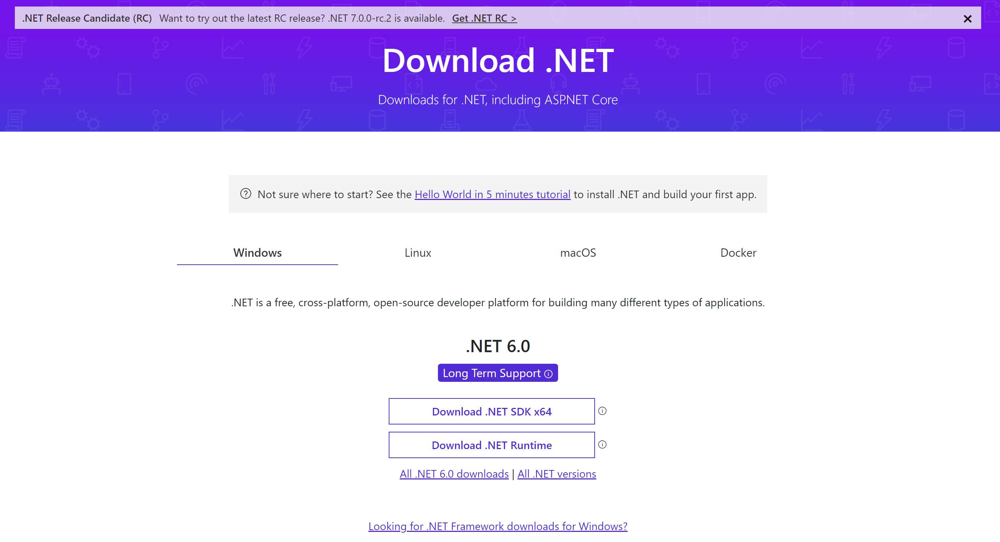 .NET Release Candidate (RC) Want to try out the latest RC release? .NET 7.0.0-rc.2 is available. Get .NET RC >
Download .NET
Downloads for .NET, including ASP.NET Core
Not sure where to start? See the Hello World in 5 minutes tutorial to install .NET and build your first app.
Windows Linux macOS Docker
.NET is a free, cross-platform, open-source developer platform for building many different types of applications.
.NET 6.0
Long Term Support
Download .NET SDK x64
Download .NET Runtime
All .NET 6.0 downloads | All .NET versions
Looking for .NET Framework downloads for Windows?